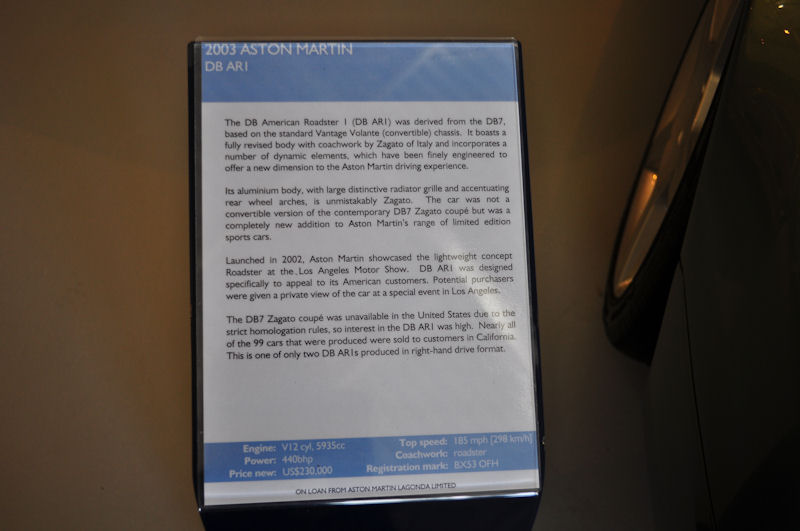 2003 ASTON MARTIN
DB AR1
The DB American Roadster 1 (DB AR1) was derived from the DB7,
based on the standard Vantage Volante (convertible) chassis. It boasts a
fully revised body with coachwork by Zagato of Italy and incorporates a
number of dynamic elements, which have been finely engineered to
offer a new dimension to the Aston Martin driving experience.
Its aluminium body, with large distinctive radiator grille and accentuating
rear wheel arches, is unmistakably Zagato. The car was not a
convertible version of the contemporary DB7 Zagato coupé but was a
completely new addition to Aston Martin's range of limited edition
sports cars.
Launched in 2002, Aston Martin showcased the lightweight concept
Roadster at the Los Angeles Motor Show. DB AR1 was designed
specifically to appeal to its American customers. Potential purchasers
were given a private view of the car at a special event in Los Angeles.
The DB7 Zagato coupé was unavailable in the United States due to the
strict homologation rules, so interest in the DB AR1 was high. Nearly all
of the 99 cars that were produced were sold to customers in California.
This is one of only two DB AR1s produced in right-hand drive format.
Engine: V12 cyl, 5935cc
Power: 440bhp
Price new: US$230,000
Top speed: 185 mph [298 km/h]
Coachwork: roadster
Registration mark: BX53 OFH
ON LOAN FROM ASTON MARTIN LAGONDA LIMITED